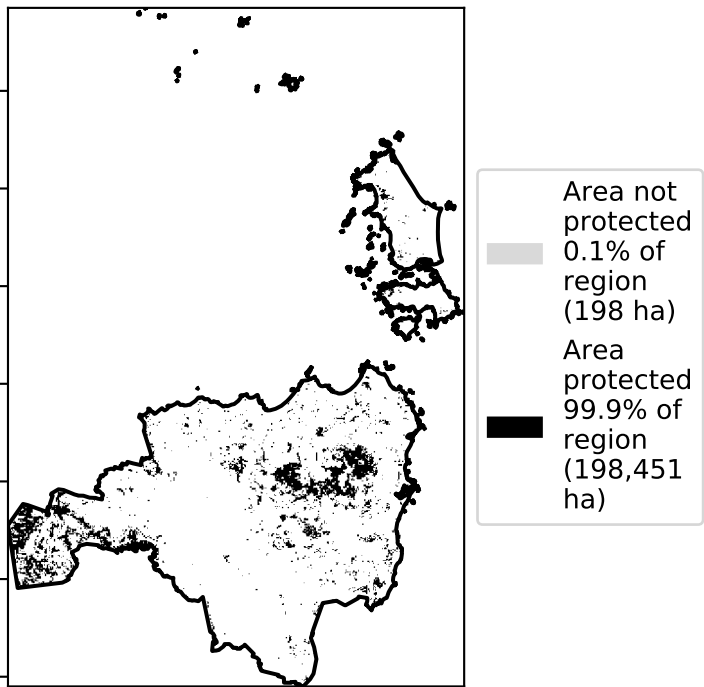 Area not
protected
0.1% of
region
(198 ha)
Area
protected
99.9% of
region
(198,451
ha)